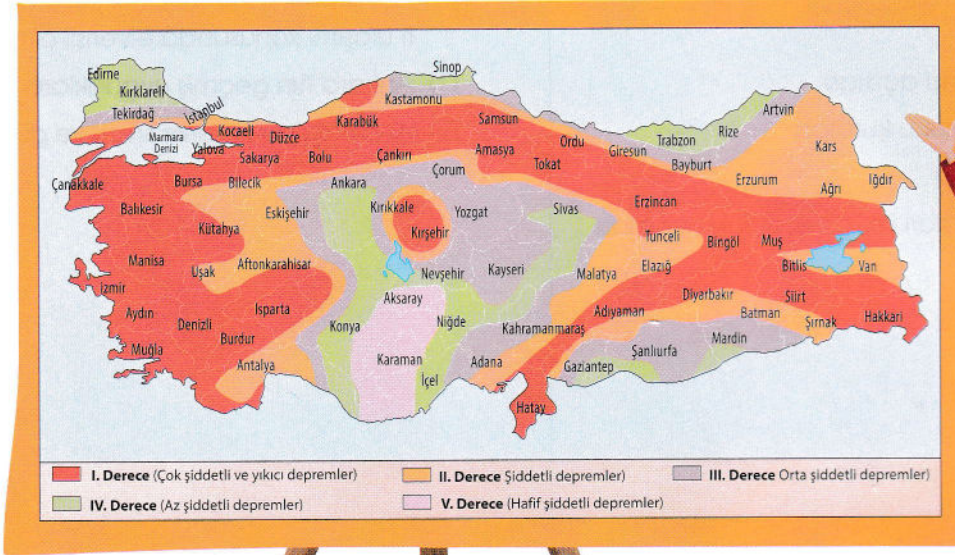 Edirne
Kırklareli
Tekirdağ
İstanbul
Marmara
Denizi
Yalova
Kocaeli
Sakarya
Düzce
Bolu
Karabük
Kastamonu
Sinop
Çankırı
Samsun
Amasya
Çorum
Tokat
Ordu
Giresun
Trabzon
Rize
Artvin
Bayburt
Kars
Erzurum
Ağrı
Iğdır
Erzincan
Çanakkale
Balıkesir
Bursa
Bilecik
Eskişehir
Ankara
Kırıkkale
Kırşehir
Yozgat
Sivas
Tunceli
Bingöl
Muş
Bitlis
Van
Kütahya
Manisa
Uşak
Aftonkarahisar
Nevşehir
Kayseri
Malatya
Elazığ
İzmir
Aydın
Denizli
Isparta
Burdur
Muğla
Antalya
Konya
Aksaray
Niğde
Karaman
İçel
Adana
Kahramanmaraş
Adıyaman
Diyarbakır
Batman
Siirt
Şırnak
Hakkari
Gaziantep
Şanlıurfa
Mardin
Hatay
I. Derece (Çok şiddetli ve yıkıcı depremler)
II. Derece Şiddetli depremler)
III. Derece Orta şiddetli depremler)
IV. Derece (Az şiddetli depremler)
V. Derece (Hafif şiddetli depremler)